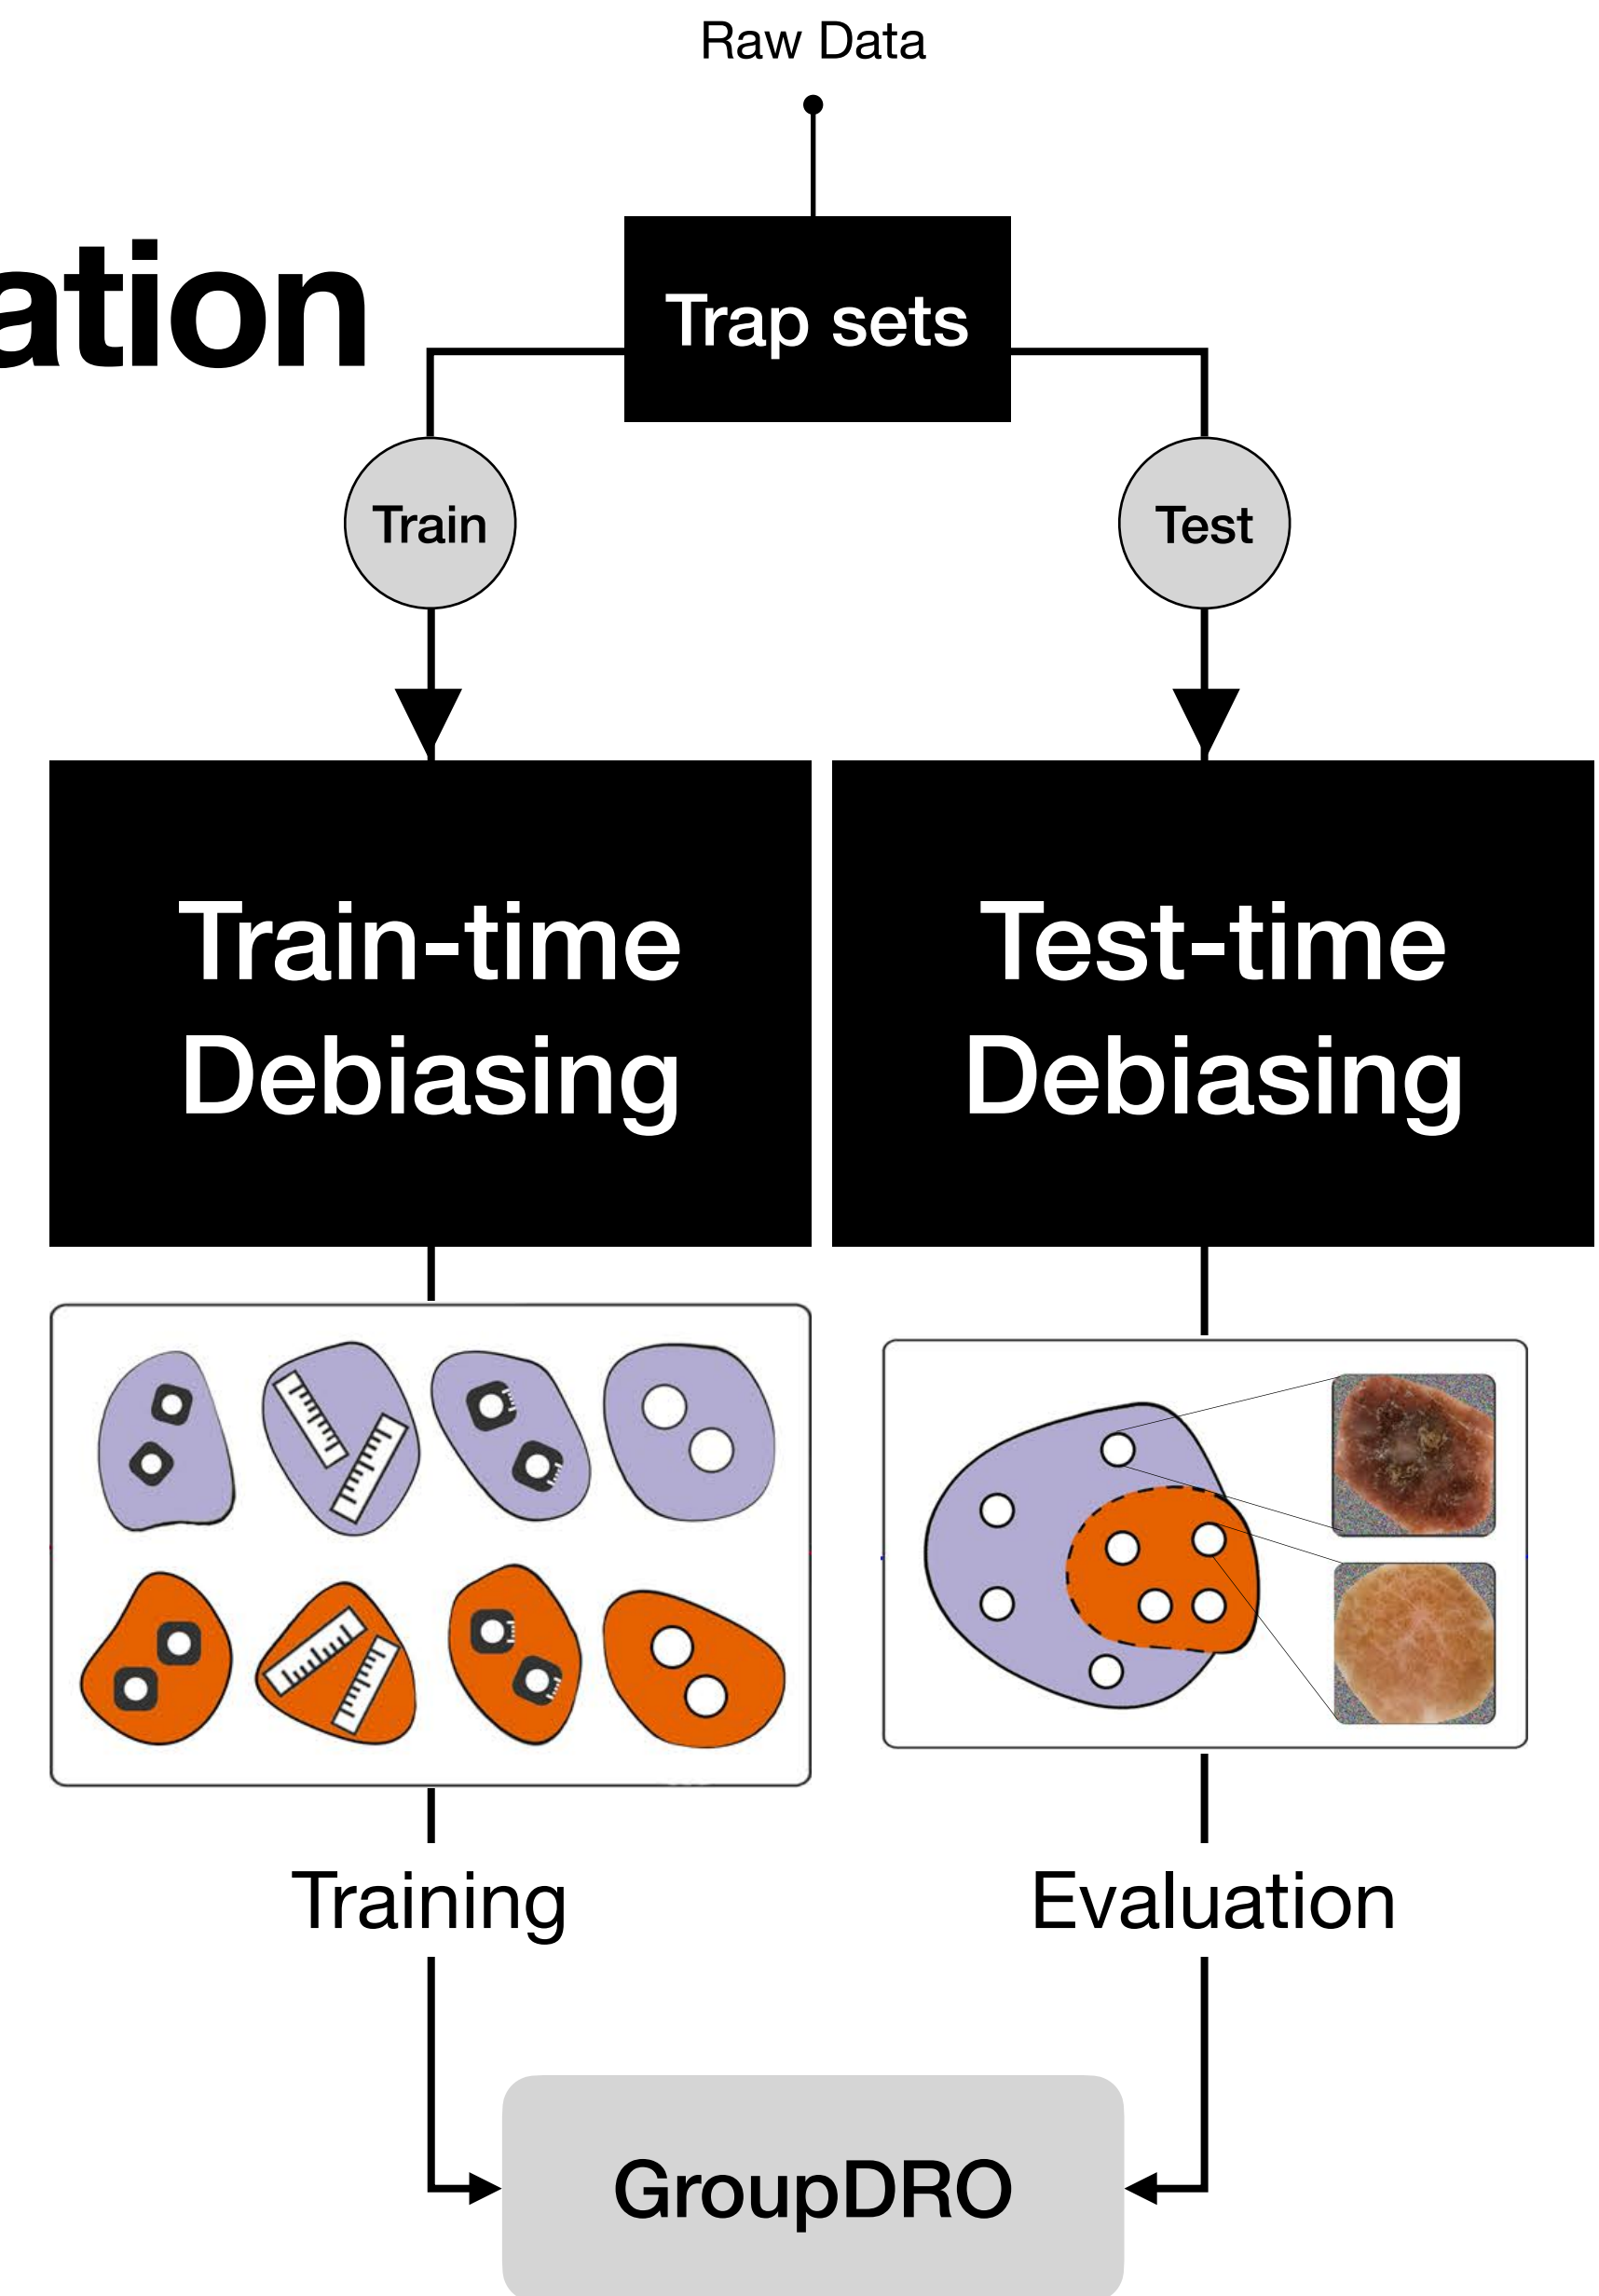 Raw Data
ation
Trap sets
Train
Test
Train-time
Debiasing
Test-time
Debiasing
Training
Evaluation
GroupDRO